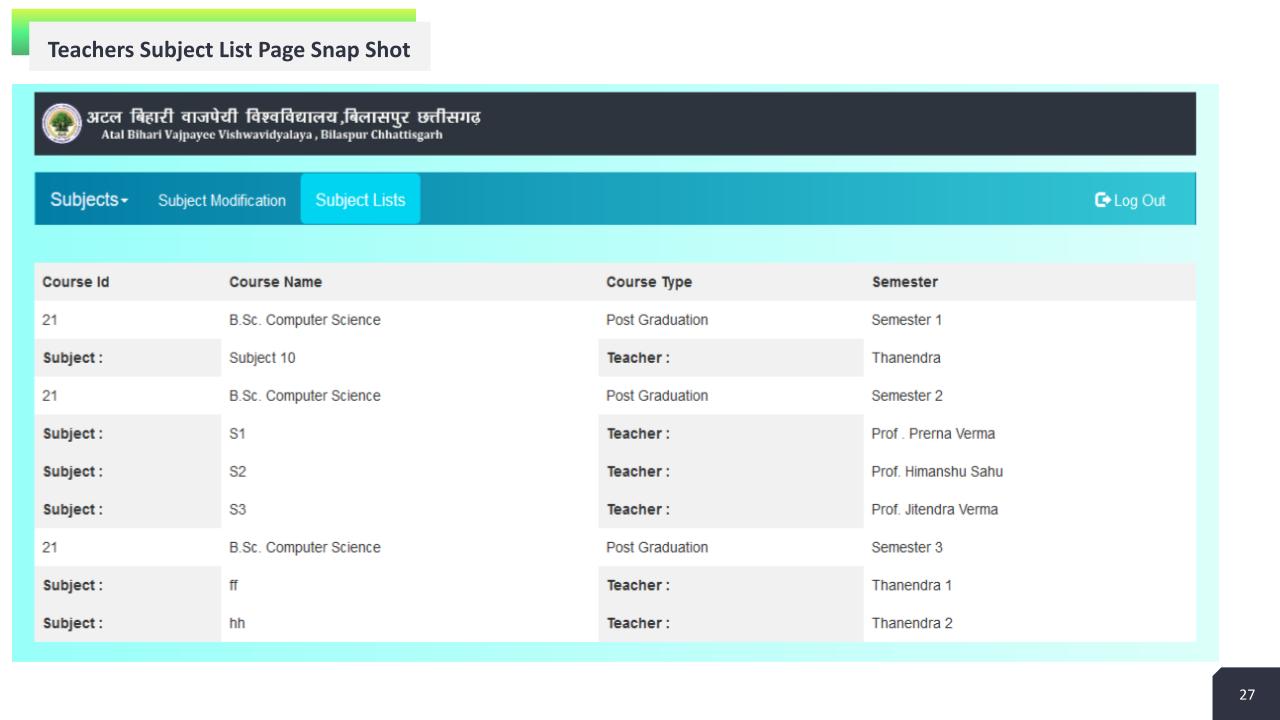 Teachers Subject List Page Snap Shot
अटल बिहारी वाजपेयी विश्वविद्यालय,बिलासपुर छत्तीसगढ़
Atal Bihari Vajpayee Vishwavidyalaya , Bilaspur Chhattisgarh
Subjects Subject Modification Subject Lists Log Out
Course Id Course Name Course Type Semester
21 B.Sc. Computer Science Post Graduation Semester 1
Subject : Subject 10 Teacher : Thanendra
21 B.Sc. Computer Science Post Graduation Semester 2
Subject : S1 Teacher : Prof . Prerna Verma
Subject : S2 Teacher : Prof. Himanshu Sahu
Subject : S3 Teacher : Prof. Jitendra Verma
21 B.Sc. Computer Science Post Graduation Semester 3
Subject : ff Teacher : Thanendra 1
Subject : hh Teacher : Thanendra 2
27